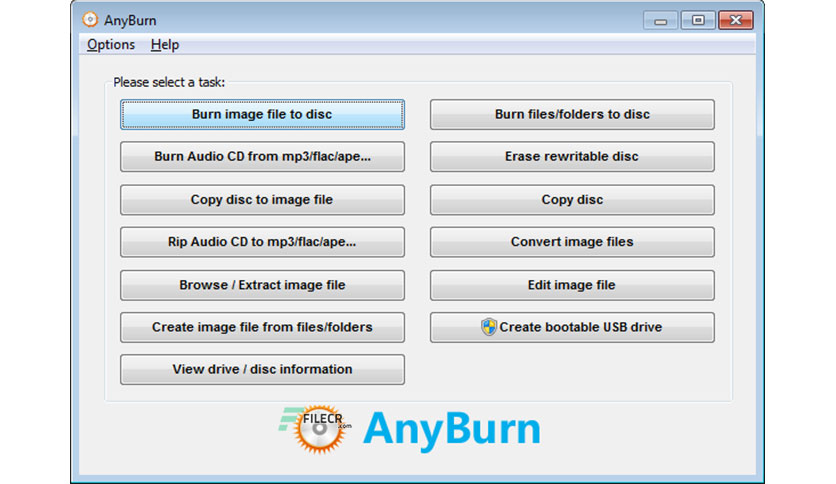 AnyBurn
Options Help
Please select a task:
Burn image file to disc
Burn files/folders to disc
Burn Audio CD from mp3/flac/ape...
Erase rewritable disc
Copy disc to image file
Copy disc
Rip Audio CD to mp3/flac/ape...
Convert image files
Browse / Extract image file
Edit image file
Create image file from files/folders
Create bootable USB drive
View drive / disc information
FILECR
.com
AnyBurn